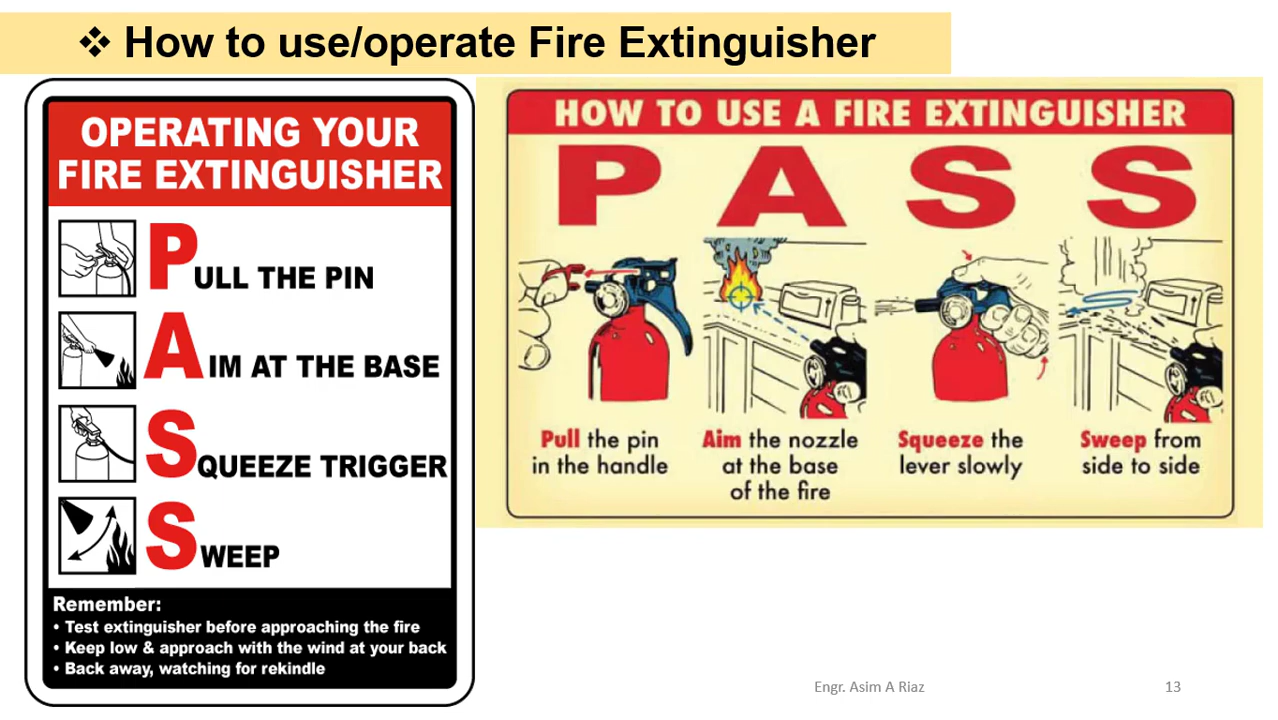 ❖ How to use/operate Fire Extinguisher
OPERATING YOUR
FIRE EXTINGUISHER
PULL THE PIN
AIM AT THE BASE
SQUEEZE TRIGGER
SWEEP
Remember:
• Test extinguisher before approaching the fire
• Keep low & approach with the wind at your back
• Back away, watching for rekindle
HOW TO USE A FIRE EXTINGUISHER
P A S S
Pull the pin
in the handle
Aim the nozzle
at the base
of the fire
Squeeze the
lever slowly
Sweep from
side to side
Engr. Asim A Riaz
13